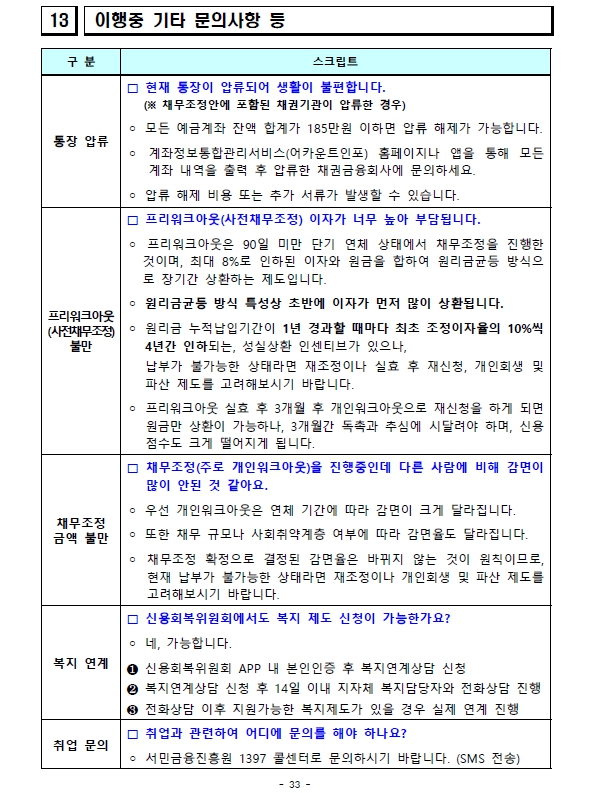 13 이행중 기타 문의사항 등
구 분 스크립트
통장 압류
□ 현재 통장이 압류되어 생활이 불편합니다.
(※ 채무조정안에 포함된 채권기관이 압류한 경우)
○ 모든 예금계좌 잔액 합계가 185만원 이하면 압류 해제가 가능합니다.
○ 계좌정보통합관리서비스(어카운트인포) 홈페이지나 앱을 통해 모든
계좌 내역을 출력 후 압류한 채권금융회사에 문의하세요.
○ 압류 해제 비용 또는 추가 서류가 발생할 수 있습니다.
프리워크아웃
(사전채무조정)
불만
□ 프리워크아웃(사전채무조정) 이자가 너무 높아 부담됩니다.
○ 프리워크아웃은 90일 미만 단기 연체 상태에서 채무조정을 진행한
것이며, 최대 8%로 인하된 이자와 원금을 합하여 원리금균등 방식으
로 장기간 상환하는 제도입니다.
○ 원리금균등 방식 특성상 초반에 이자가 먼저 많이 상환됩니다.
○ 원리금 누적납입기간이 1년 경과할 때마다 최초 조정이자율의 10%씩
4년간 인하되는, 성실상환 인센티브가 있으나,
납부가 불가능한 상태라면 재조정이나 실효 후 재신청, 개인회생 및
파산 제도를 고려해보시기 바랍니다.
○ 프리워크아웃 실효 후 3개월 후 개인워크아웃으로 재신청을 하게 되면
원금만 상환이 가능하나, 3개월간 독촉과 추심에 시달려야 하며, 신용
점수도 크게 떨어지게 됩니다.
채무조정
금액 불만
□ 채무조정(주로 개인워크아웃)을 진행중인데 다른 사람에 비해 감면이
많이 안된 것 같아요.
○ 우선 개인워크아웃은 연체 기간에 따라 감면이 크게 달라집니다.
○ 또한 채무 규모나 사회취약계층 여부에 따라 감면율도 달라집니다.
○ 채무조정 확정으로 결정된 감면율은 바뀌지 않는 것이 원칙이므로,
현재 납부가 불가능한 상태라면 재조정이나 개인회생 및 파산 제도를
고려해보시기 바랍니다.
복지 연계
□ 신용회복위원회에서도 복지 제도 신청이 가능한가요?
○ 네, 가능합니다.
❶ 신용회복위원회 APP 내 본인인증 후 복지연계상담 신청
❷ 복지연계상담 신청 후 14일 이내 지자체 복지담당자와 전화상담 진행
❸ 전화상담 이후 지원가능한 복지제도가 있을 경우 실제 연계 진행
취업 문의
□ 취업과 관련하여 어디에 문의를 해야 하나요?
○ 서민금융진흥원 1397 콜센터로 문의하시기 바랍니다. (SMS 전송)
- 33 -